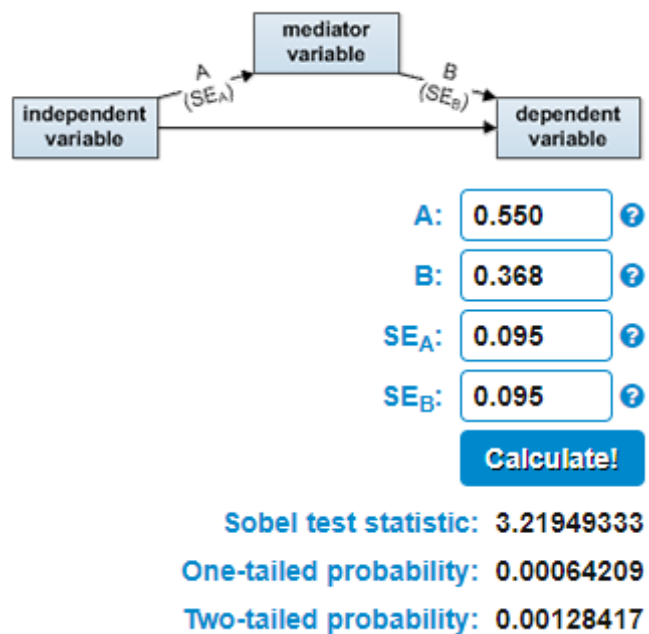 mediator
variable
A
(SEA)
B
(SEB)
independent
variable
dependent
variable
A: 0.550 ?
B: 0.368 ?
SEA: 0.095 ?
SEB: 0.095 ?
Calculate!
Sobel test statistic: 3.21949333
One-tailed probability: 0.00064209
Two-tailed probability: 0.00128417